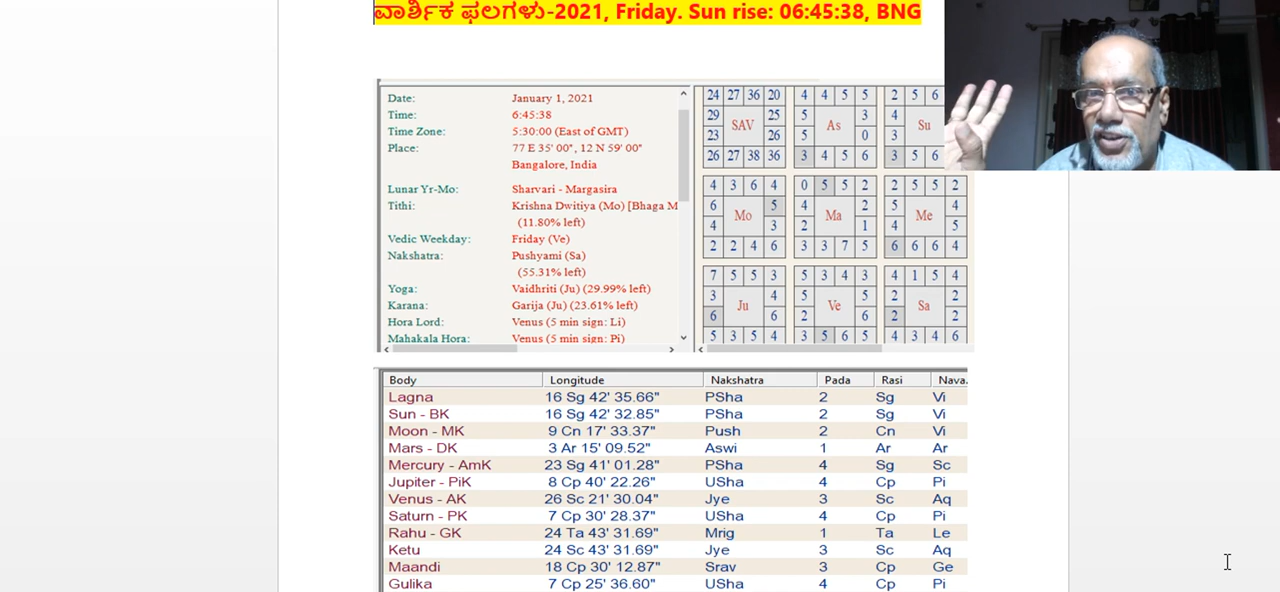 ವಾರ್ಶಿಕ ಫಲಗಳು-2021, Friday. Sun rise: 06:45:38, BNG
Date: January 1, 2021
Time: 6:45:38
Time Zone: 5:30:00 (East of GMT)
Place: 77 E 35' 00", 12 N 59' 00"
Bangalore, India
Lunar Yr-Mo: Sharvari - Margasira
Tithi: Krishna Dwitiya (Mo) [Bhaga M
(11.80% left)
Vedic Weekday: Friday (Ve)
Nakshatra: Pushyami (Sa)
(55.31% left)
Yoga: Vaidhriti (Ju) (29.99% left)
Karana: Garija (Ju) (23.61% left)
Hora Lord: Venus (5 min sign: Li)
Mahakala Hora: Venus (5 min sign: Pi)
24 27 36 20 4 4 5 5 2 5 6
29 25 5 3 4
SAV As Su
23 26 5 0 3
26 27 38 36 3 4 5 6 3 5 6
4 3 6 4 0 5 5 2 2 5 5 2
6 5 4 2 5 4
Mo Ma Me
4 3 2 1 4 5
2 2 4 6 3 3 7 5 6 6 6 4
7 5 5 3 5 3 4 3 4 1 5 4
3 4 5 5 2 2
Ju Ve Sa
6 6 2 6 2 2
5 3 5 4 3 5 6 5 4 3 4 6
Body Longitude Nakshatra Pada Rasi Nava.
Lagna 16 Sg 42' 35.66" PSha 2 Sg Vi
Sun - BK 16 Sg 42' 32.85" PSha 2 Sg Vi
Moon - MK 9 Cn 17' 33.37" Push 2 Cn Vi
Mars - DK 3 Ar 15' 09.52" Aswi 1 Ar Ar
Mercury - AmK 23 Sg 41' 01.28" PSha 4 Sg Sc
Jupiter - PiK 8 Cp 40' 22.26" USha 4 Cp Pi
Venus - AK 26 Sc 21' 30.04" Jye 3 Sc Aq
Saturn - PK 7 Cp 30' 28.37" USha 4 Cp Pi
Rahu - GK 24 Ta 43' 31.69" Mrig 1 Ta Le
Ketu 24 Sc 43' 31.69" Jye 3 Sc Aq
Maandi 18 Cp 30' 12.87" Srav 3 Cp Ge
Gulika 7 Cp 25' 36.60" USha 4 Cp Pi